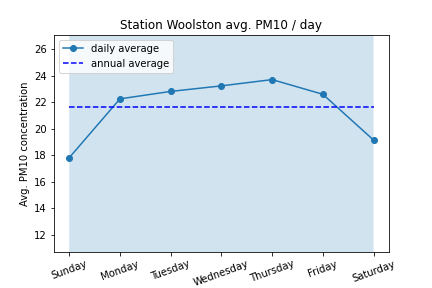 Station Woolston avg. PM10 / day
daily average
annual average
Avg. PM10 concentration
26
24
22
20
18
16
14
12
Sunday
Monday
Tuesday
Wednesday
Thursday
Friday
Saturday